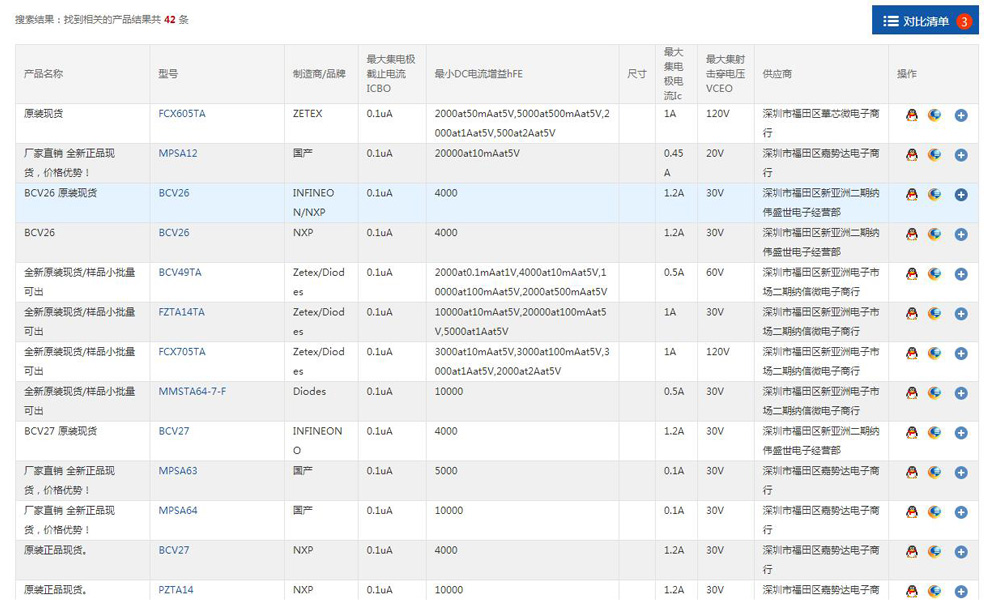 搜素结果：找到相关的产品结果共 42 条
对比清单 3
产品名称 型号 制造商/品牌 最大集电极 最小DC电流增益hFE 尺寸 最大 最大集射 供应商 操作
截止电流 集电 击穿电压
ICBO 极电 VCEO
流Ic
原装现货 FCX605TA ZETEX 0.1uA 2000at50mAat5V,5000at500mAat5V,2 1A 120V 深圳市福田区華芯微电子商
000at1Aat5V,500at2Aat5V 行
厂家直销 全新正品现 MPSA12 国产 0.1uA 20000at10mAat5V 0.45 20V 深圳市福田区嘉势达电子商
货，价格优势！ A 行
BCV26 原装现货 BCV26 INFINEO 0.1uA 4000 1.2A 30V 深圳市福田区新亚洲二期纳
N/NXP 伟盛世电子经营部
BCV26 BCV26 NXP 0.1uA 4000 1.2A 30V 深圳市福田区新亚洲二期纳
伟盛世电子经营部
全新原装现货/样品小批量 BCV49TA Zetex/Diod 0.1uA 2000at0.1mAat1V,4000at10mAat5V,1 0.5A 60V 深圳市福田区新亚洲电子市
可出 es 0000at100mAat5V,2000at500mAat5V 场二期纳信微电子商行
全新原装现货/样品小批量 FZTA14TA Zetex/Diod 0.1uA 10000at10mAat5V,20000at100mAat5 1A 30V 深圳市福田区新亚洲电子市
可出 es V,5000at1Aat5V 场二期纳信微电子商行
全新原装现货/样品小批量 FCX705TA Zetex/Diod 0.1uA 3000at10mAat5V,3000at100mAat5V,3 1A 120V 深圳市福田区新亚洲电子市
可出 es 000at1Aat5V,2000at2Aat5V 场二期纳信微电子商行
全新原装现货/样品小批量 MMSTA64-7-F Diodes 0.1uA 10000 0.5A 30V 深圳市福田区新亚洲电子市
可出 场二期纳信微电子商行
BCV27 原装现货 BCV27 INFINEON 0.1uA 4000 1.2A 30V 深圳市福田区新亚洲二期纳
O 伟盛世电子经营部
厂家直销 全新正品现 MPSA63 国产 0.1uA 5000 0.1A 30V 深圳市福田区嘉势达电子商
货，价格优势！ 行
厂家直销 全新正品现 MPSA64 国产 0.1uA 10000 0.1A 30V 深圳市福田区嘉势达电子商
货，价格优势！ 行
原装正品现货。 BCV27 NXP 0.1uA 4000 1.2A 30V 深圳市福田区嘉势达电子商
行
原装正品现货。 PZTA14 NXP 0.1uA 10000 1.2A 30V 深圳市福田区嘉势达电子商